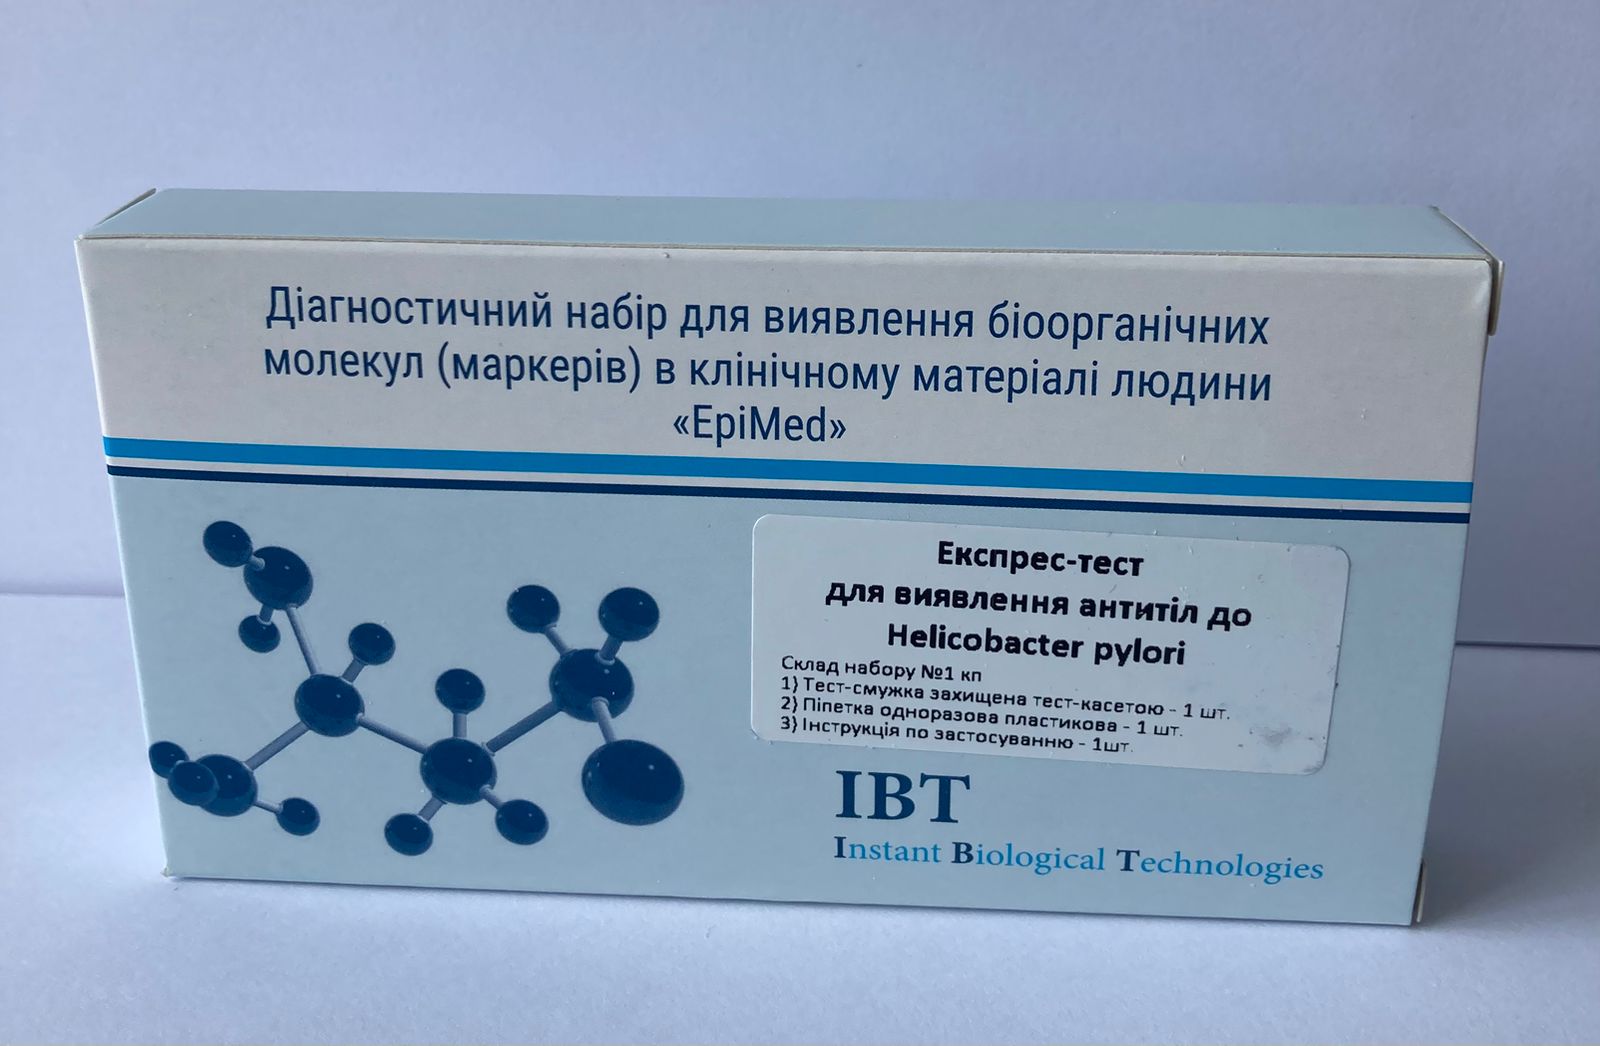 Діагностичний набір для виявлення біоорганічних
молекул (маркерів) в клінічному матеріалі людини
«EpiMed»
Експрес-тест
для виявлення антитіл до
Helicobacter pylori
Склад набору №1 кп
1) Тест-смужка захищена тест-касетою - 1 шт.
2) Піпетка одноразова пластикова - 1 шт.
3) Інструкція по застосуванню - 1шт.
IBT
Instant Biological Technologies